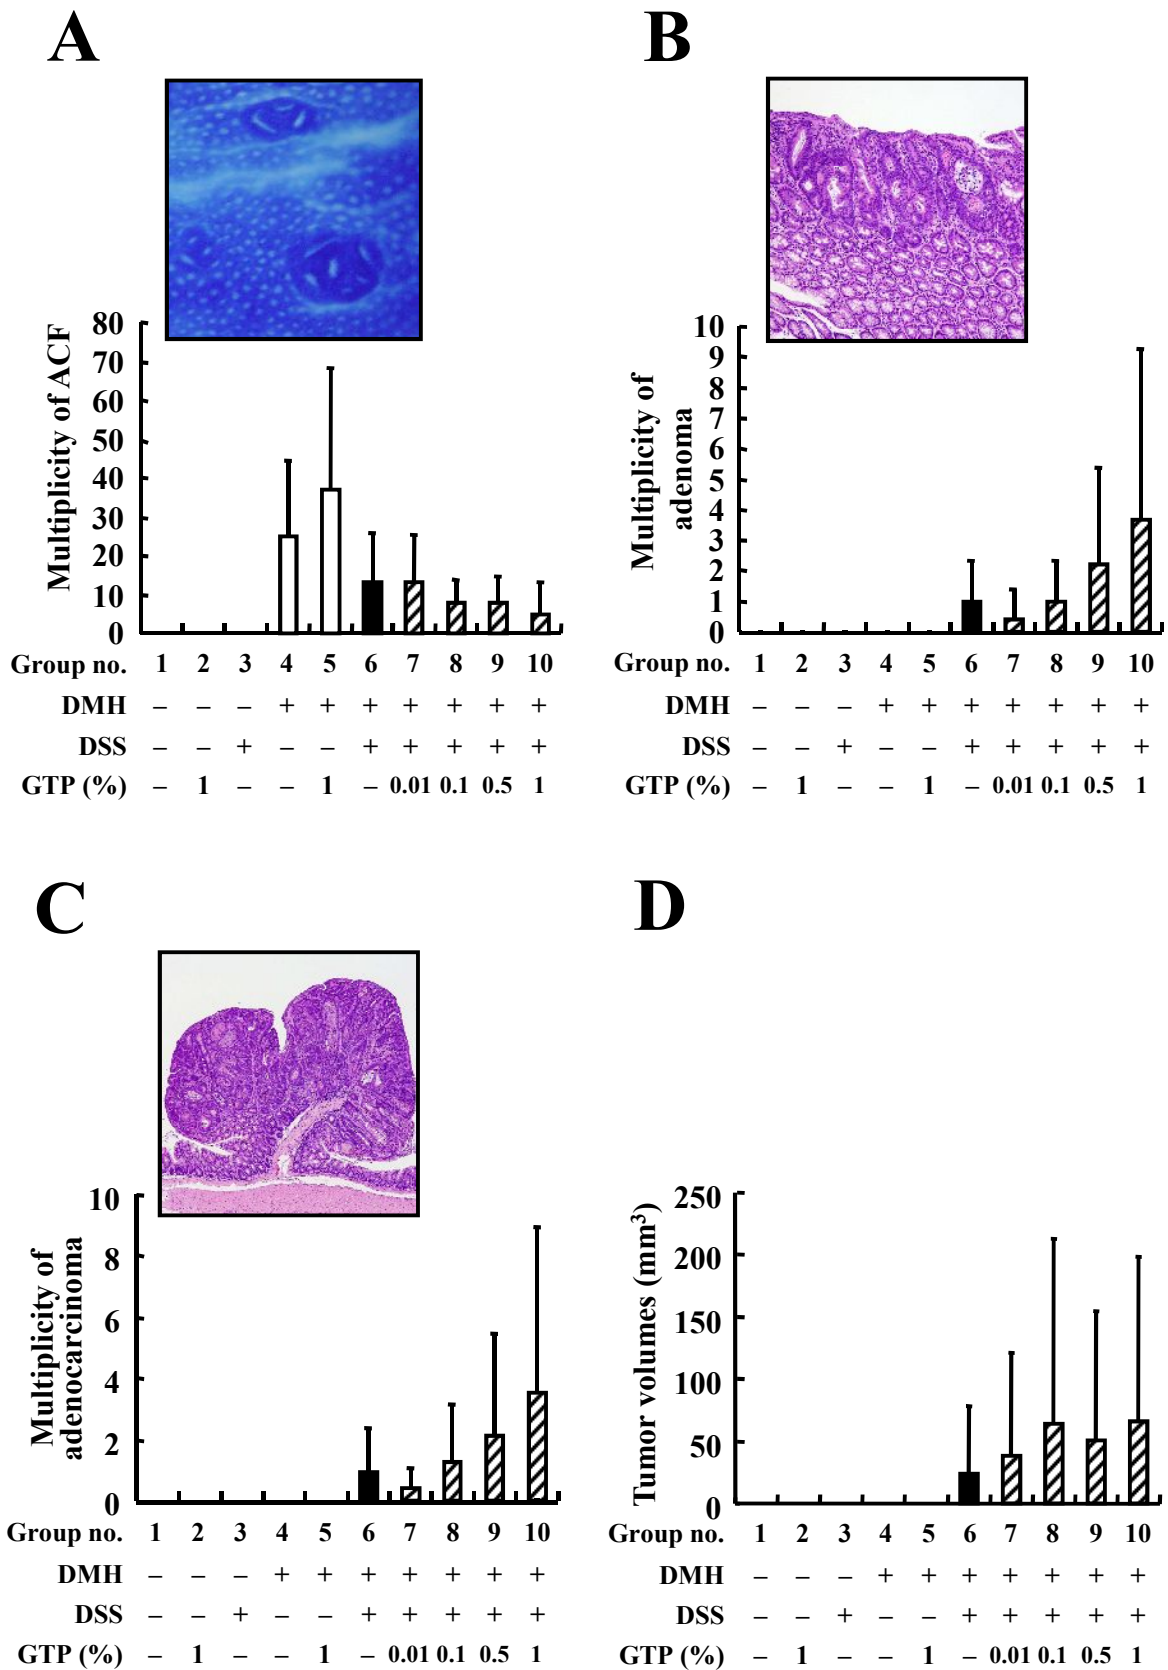 A
Multiplicity of ACF
80
70
60
50
40
30
20
10
0
Group no. 1 2 3 4 5 6 7 8 9 10
DMH – – – + + + + + + +
DSS – – + – – + + + + +
GTP (%) – 1 – – 1 – 0.01 0.1 0.5 1
B
Multiplicity of
adenoma
10
9
8
7
6
5
4
3
2
1
0
Group no. 1 2 3 4 5 6 7 8 9 10
DMH – – – + + + + + + +
DSS – – + – – + + + + +
GTP (%) – 1 – – 1 – 0.01 0.1 0.5 1
C
Multiplicity of
adenocarcinoma
10
8
6
4
2
0
Group no. 1 2 3 4 5 6 7 8 9 10
DMH – – – + + + + + + +
DSS – – + – – + + + + +
GTP (%) – 1 – – 1 – 0.01 0.1 0.5 1
D
Tumor volumes (mm³)
250
200
150
100
50
0
Group no. 1 2 3 4 5 6 7 8 9 10
DMH – – – + + + + + + +
DSS – – + – – + + + + +
GTP (%) – 1 – – 1 – 0.01 0.1 0.5 1